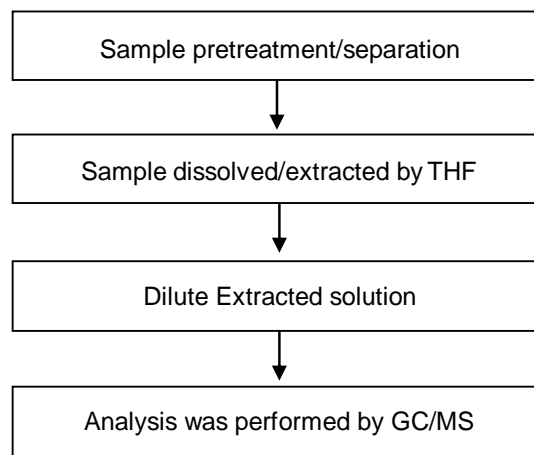 Sample pretreatment/separation
Sample dissolved/extracted by THF
Dilute Extracted solution
Analysis was performed by GC/MS